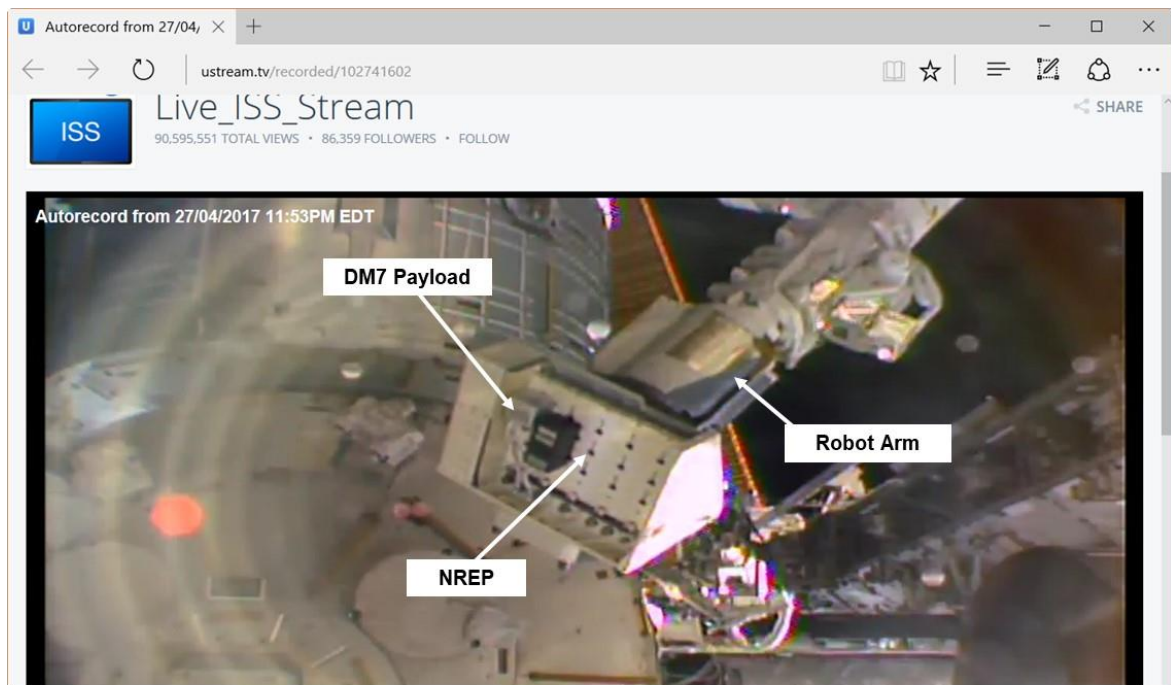 Autorecord from 27/04/
ustream.tv/recorded/102741602
Live_ISS_Stream
SHARE
ISS
90,595,551 TOTAL VIEWS • 86,359 FOLLOWERS • FOLLOW
Autorecord from 27/04/2017 11:53PM EDT
DM7 Payload
Robot Arm
NREP